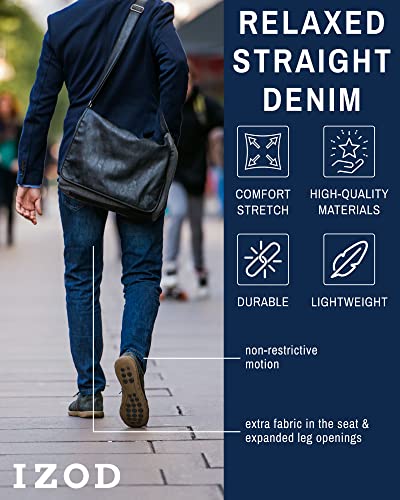 RELAXED
STRAIGHT
DENIM
COMFORT
STRETCH
HIGH-QUALITY
MATERIALS
DURABLE
LIGHTWEIGHT
non-restrictive
motion
extra fabric in the seat &
expanded leg openings
IZOD